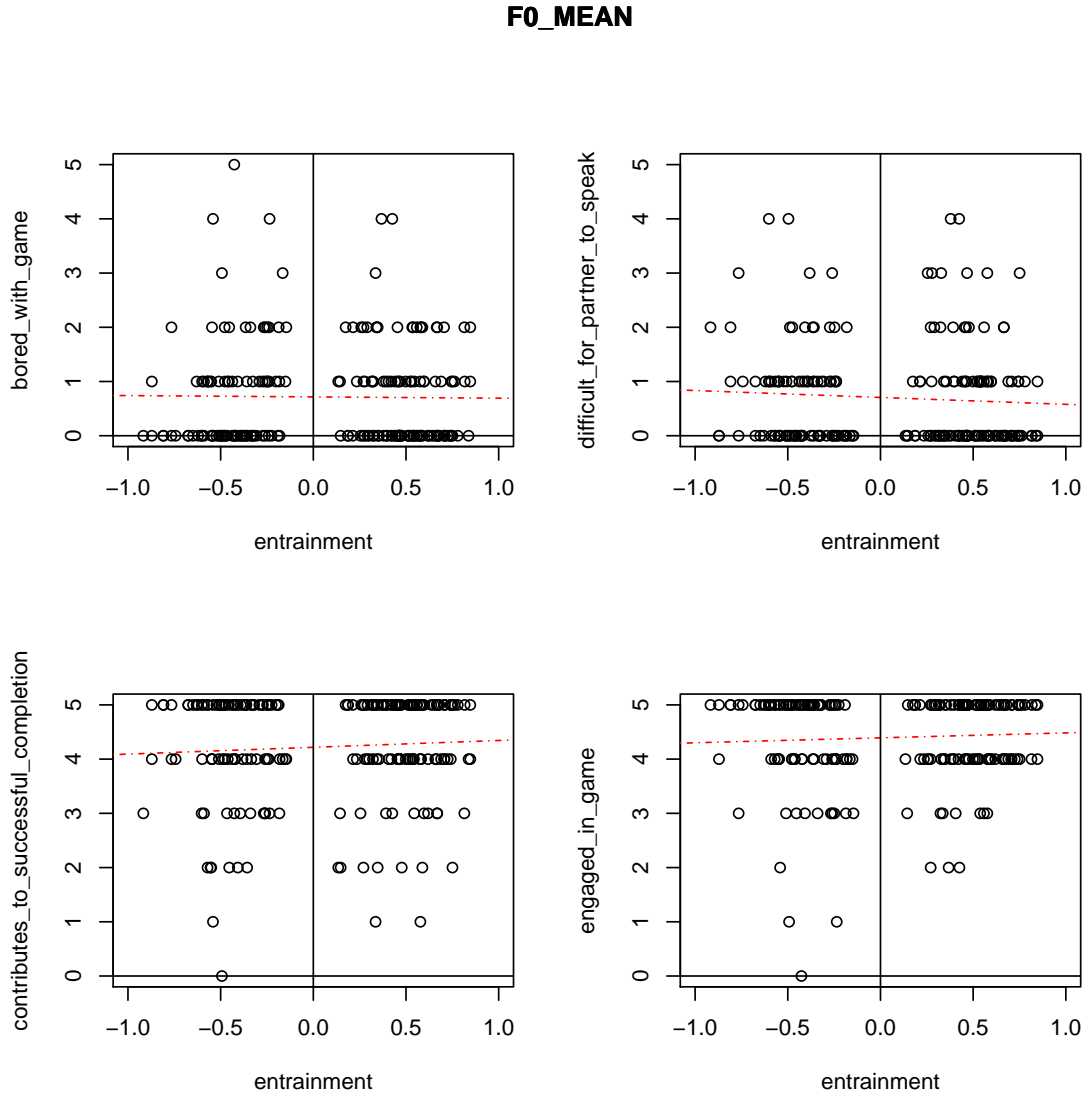 F0_MEAN
bored_with_game
0 1 2 3 4 5
−1.0 −0.5 0.0 0.5 1.0
entrainment
difficult_for_partner_to_speak
0 1 2 3 4 5
−1.0 −0.5 0.0 0.5 1.0
entrainment
contributes_to_successful_completion
0 1 2 3 4 5
−1.0 −0.5 0.0 0.5 1.0
entrainment
engaged_in_game
0 1 2 3 4 5
−1.0 −0.5 0.0 0.5 1.0
entrainment